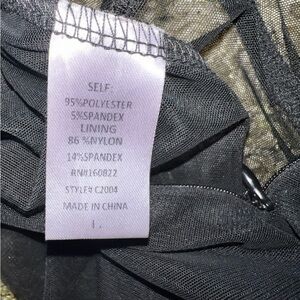 SELF:
95%POLYESTER
5%SPANDEX
LINING
86 %NYLON
14%SPANDEX
RN#160822
STYLE# C2004
MADE IN CHINA
L